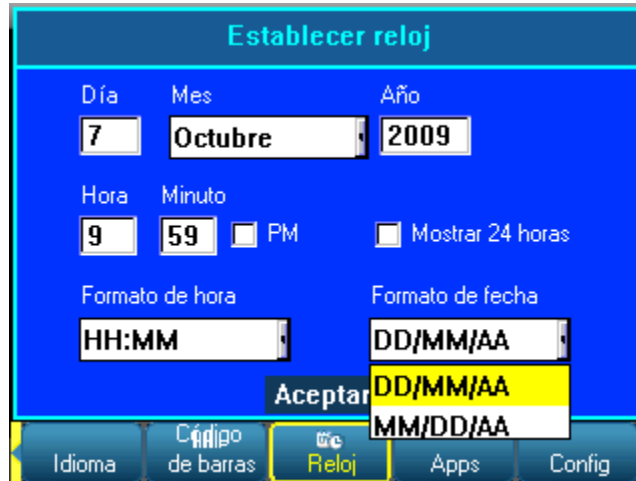 Establecer reloj
Día Mes Año
7 Octubre 2009
Hora Minuto
9 59 PM Mostrar 24 horas
Formato de hora Formato de fecha
HH:MM DD/MM/AA
Aceptar DD/MM/AA
MM/DD/AA
Idioma Código de barras Reloj Apps Config